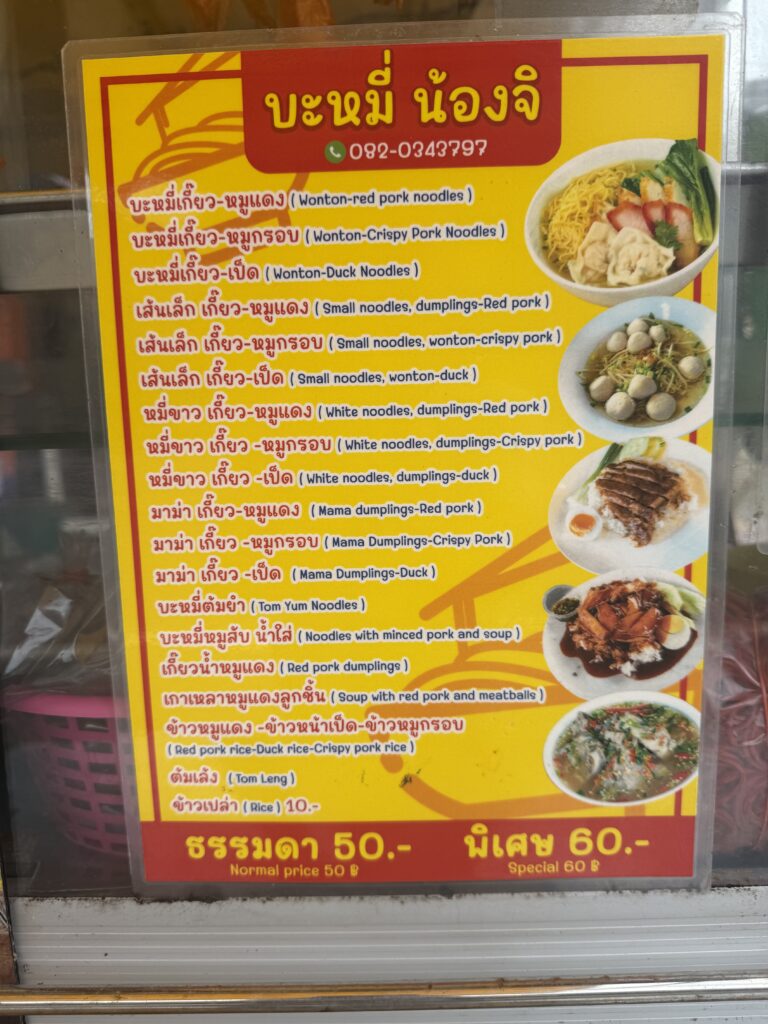 บะหมี่ น้องจิ
082-0343797
บะหมี่เกี๊ยว-หมูแดง ( Wonton-red pork noodles )
บะหมี่เกี๊ยว-หมูกรอบ ( Wonton-Crispy Pork Noodles )
บะหมี่เกี๊ยว-เป็ด ( Wonton-Duck Noodles )
เส้นเล็ก เกี๊ยว-หมูแดง ( Small noodles, dumplings-Red pork )
เส้นเล็ก เกี๊ยว-หมูกรอบ ( Small noodles, wonton-crispy pork )
เส้นเล็ก เกี๊ยว-เป็ด ( Small noodles, wonton-duck )
หมี่ขาว เกี๊ยว-หมูแดง ( White noodles, dumplings-Red pork )
หมี่ขาว เกี๊ยว -หมูกรอบ ( White noodles, dumplings-Crispy pork )
หมี่ขาว เกี๊ยว -เป็ด ( White noodles, dumplings-duck )
มาม่า เกี๊ยว-หมูแดง ( Mama dumplings-Red pork )
มาม่า เกี๊ยว -หมูกรอบ ( Mama Dumplings-Crispy Pork )
มาม่า เกี๊ยว -เป็ด ( Mama Dumplings-Duck )
บะหมี่ต้มยำ ( Tom Yum Noodles )
บะหมี่หมูสับ น้ำใส ( Noodles with minced pork and soup )
เกี๊ยวน้ำหมูแดง ( Red pork dumplings )
เกาเหลาหมูแดงลูกชิ้น ( Soup with red pork and meatballs )
ข้าวหมูแดง -ข้าวหน้าเป็ด-ข้าวหมูกรอบ
( Red pork rice-Duck rice-Crispy pork rice )
ต้มเล้ง ( Tom Leng )
ข้าวเปล่า ( Rice ) 10.-
ธรรมดา 50.- พิเศษ 60.-
Normal price 50 ฿ Special 60 ฿